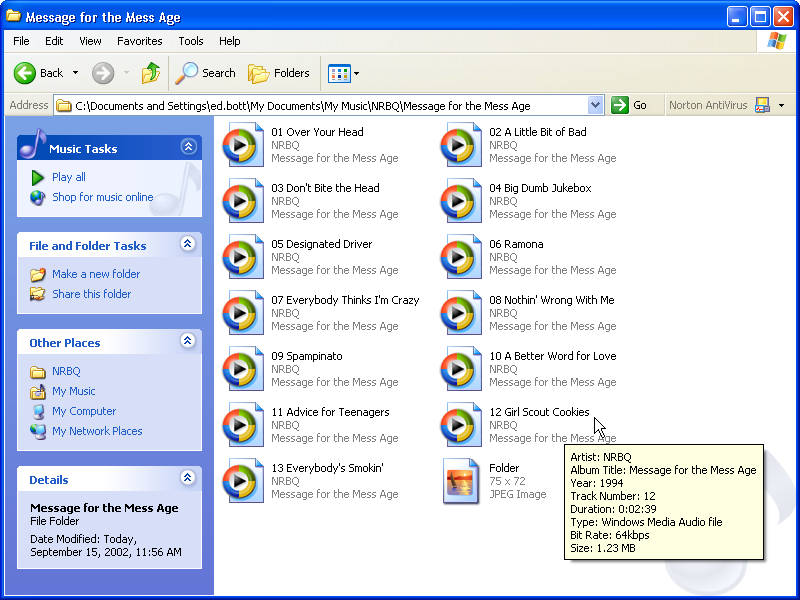 Message for the Mess Age
File Edit View Favorites Tools Help
Back Search Folders
Address C:\Documents and Settings\ed.bott\My Documents\My Music\NRBQ\Message for the Mess Age Go Norton AntiVirus
Music Tasks
Play all
Shop for music online
File and Folder Tasks
Make a new folder
Share this folder
Other Places
NRBQ
My Music
My Computer
My Network Places
Details
Message for the Mess Age
File Folder
Date Modified: Today,
September 15, 2002, 11:56 AM
01 Over Your Head
NRBQ
Message for the Mess Age
02 A Little Bit of Bad
NRBQ
Message for the Mess Age
03 Don't Bite the Head
NRBQ
Message for the Mess Age
04 Big Dumb Jukebox
NRBQ
Message for the Mess Age
05 Designated Driver
NRBQ
Message for the Mess Age
06 Ramona
NRBQ
Message for the Mess Age
07 Everybody Thinks I'm Crazy
NRBQ
Message for the Mess Age
08 Nothin' Wrong With Me
NRBQ
Message for the Mess Age
09 Spampinato
NRBQ
Message for the Mess Age
10 A Better Word for Love
NRBQ
Message for the Mess Age
11 Advice for Teenagers
NRBQ
Message for the Mess Age
12 Girl Scout Cookies
NRBQ
Message for the Mess Age
13 Everybody's Smokin'
NRBQ
Message for the Mess Age
Folder
75 x 72
JPEG Image
Artist: NRBQ
Album Title: Message for the Mess Age
Year: 1994
Track Number: 12
Duration: 0:02:39
Type: Windows Media Audio file
Bit Rate: 64kbps
Size: 1.23 MB